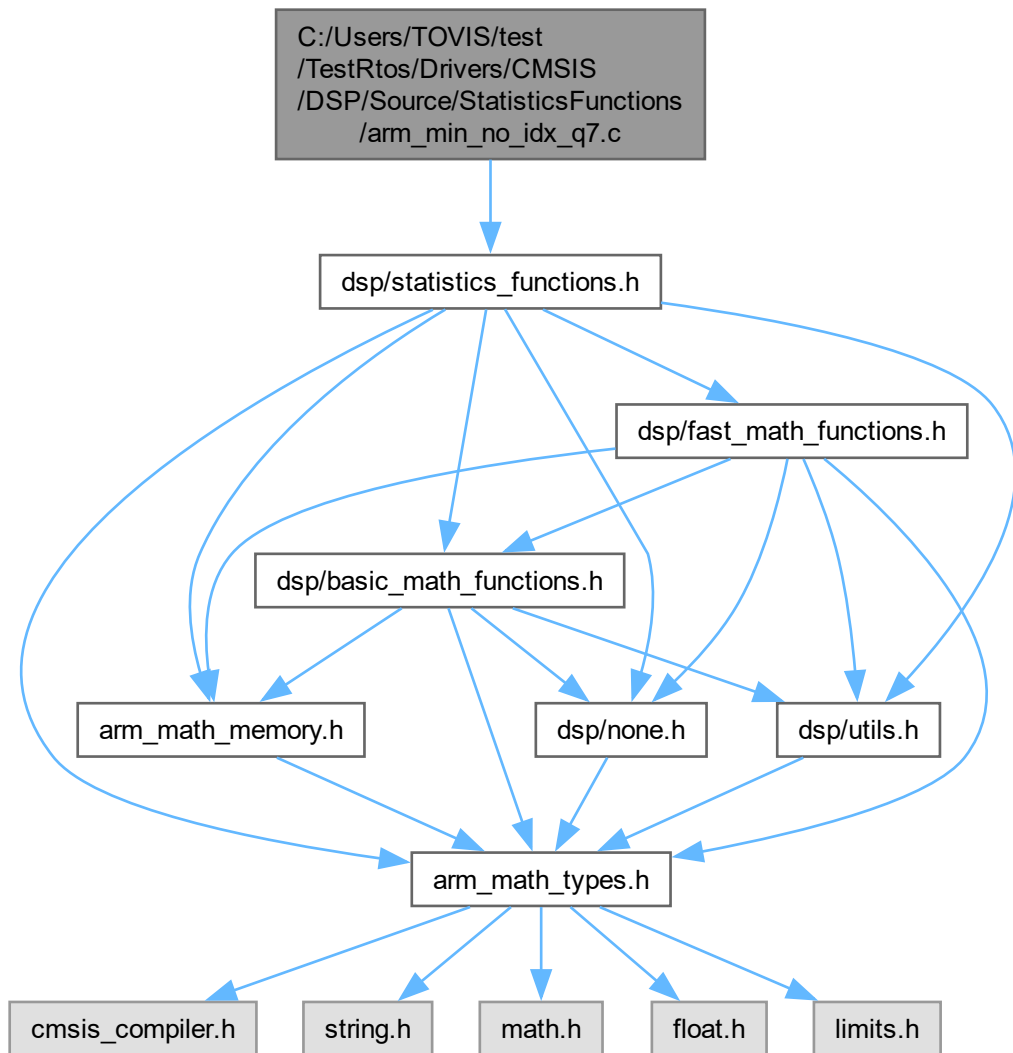 C:/Users/TOVIS/test
/TestRtos/Drivers/CMSIS
/DSP/Source/StatisticsFunctions
/arm_min_no_idx_q7.c
dsp/statistics_functions.h
dsp/fast_math_functions.h
dsp/basic_math_functions.h
arm_math_memory.h
dsp/none.h
dsp/utils.h
arm_math_types.h
cmsis_compiler.h
string.h
math.h
float.h
limits.h